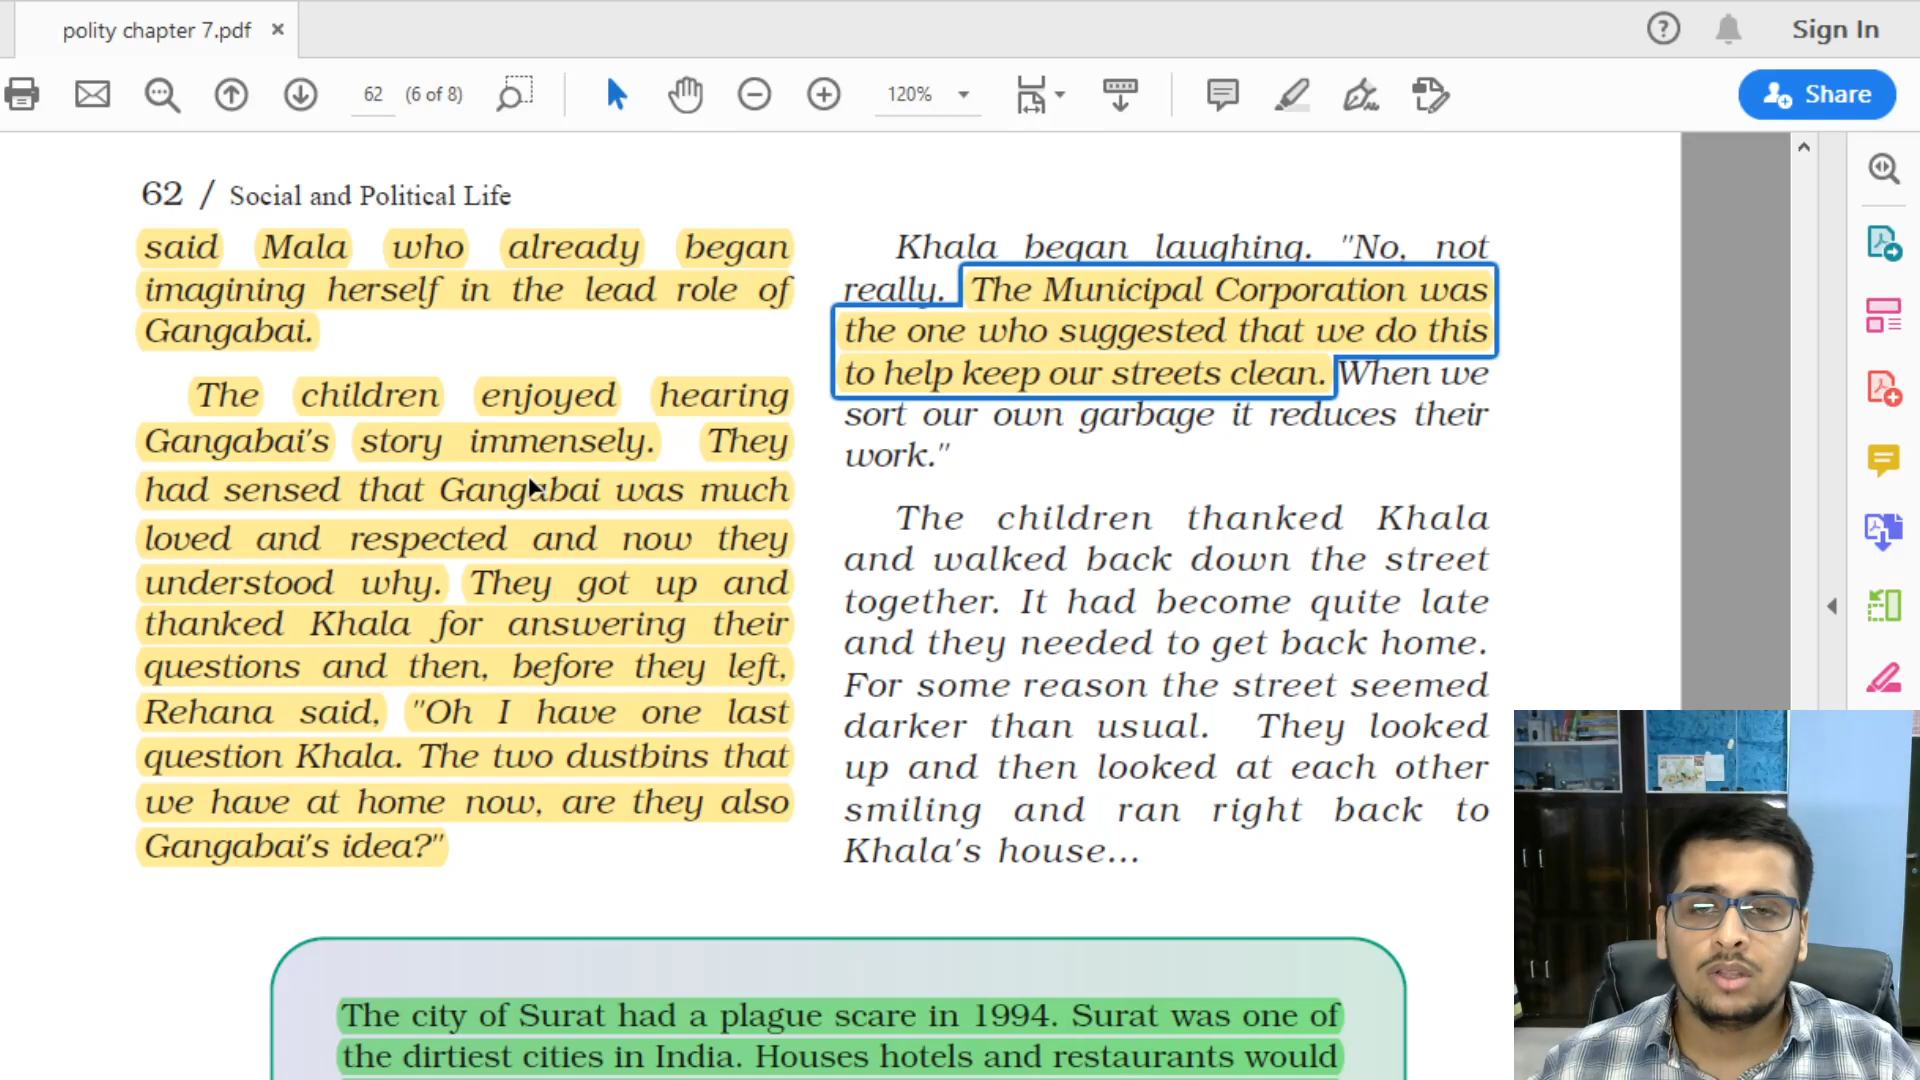 polity chapter 7.pdf
Sign In
62
(6 of 8)
120%
Share
62 / Social and Political Life
said Mala who already began
imagining herself in the lead role of
Gangabai.
The children enjoyed hearing
Gangabai's story immensely. They
had sensed that Gangabai was much
loved and respected and now they
understood why. They got up and
thanked Khala for answering their
questions and then, before they left,
Rehana said, "Oh I have one last
question Khala. The two dustbins that
we have at home now, are they also
Gangabai's idea?"
Khala began laughing. "No, not
really. The Municipal Corporation was
the one who suggested that we do this
to help keep our streets clean. When we
sort our own garbage it reduces their
work."
The children thanked Khala
and walked back down the street
together. It had become quite late
and they needed to get back home.
For some reason the street seemed
darker than usual. They looked
up and then looked at each other
smiling and ran right back to
Khala's house...
The city of Surat had a plague scare in 1994. Surat was one of
the dirtiest cities in India. Houses hotels and restaurants would